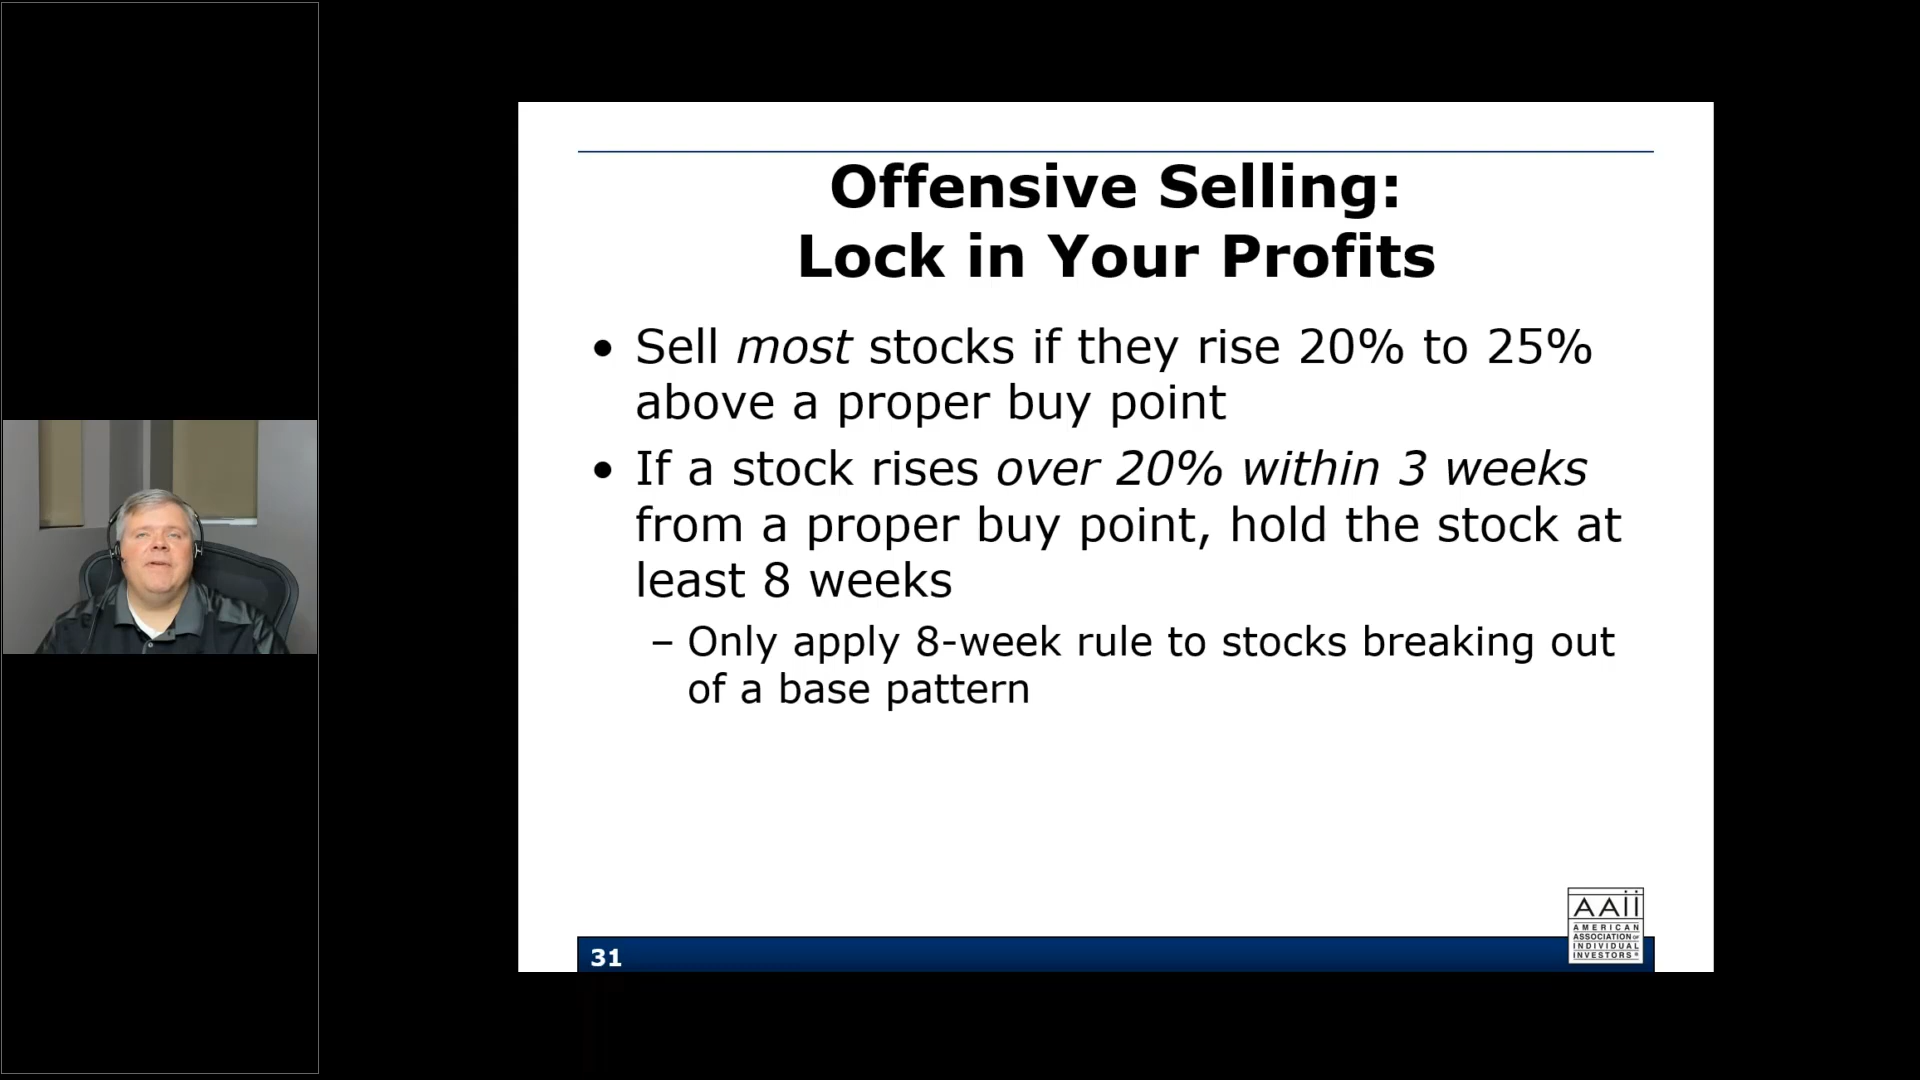 Offensive Selling:
Lock in Your Profits
• Sell most stocks if they rise 20% to 25%
above a proper buy point
• If a stock rises over 20% within 3 weeks
from a proper buy point, hold the stock at
least 8 weeks
– Only apply 8-week rule to stocks breaking out
of a base pattern
31
AAii
AMERICAN
ASSOCIATION OF
INDIVIDUAL
INVESTORS®